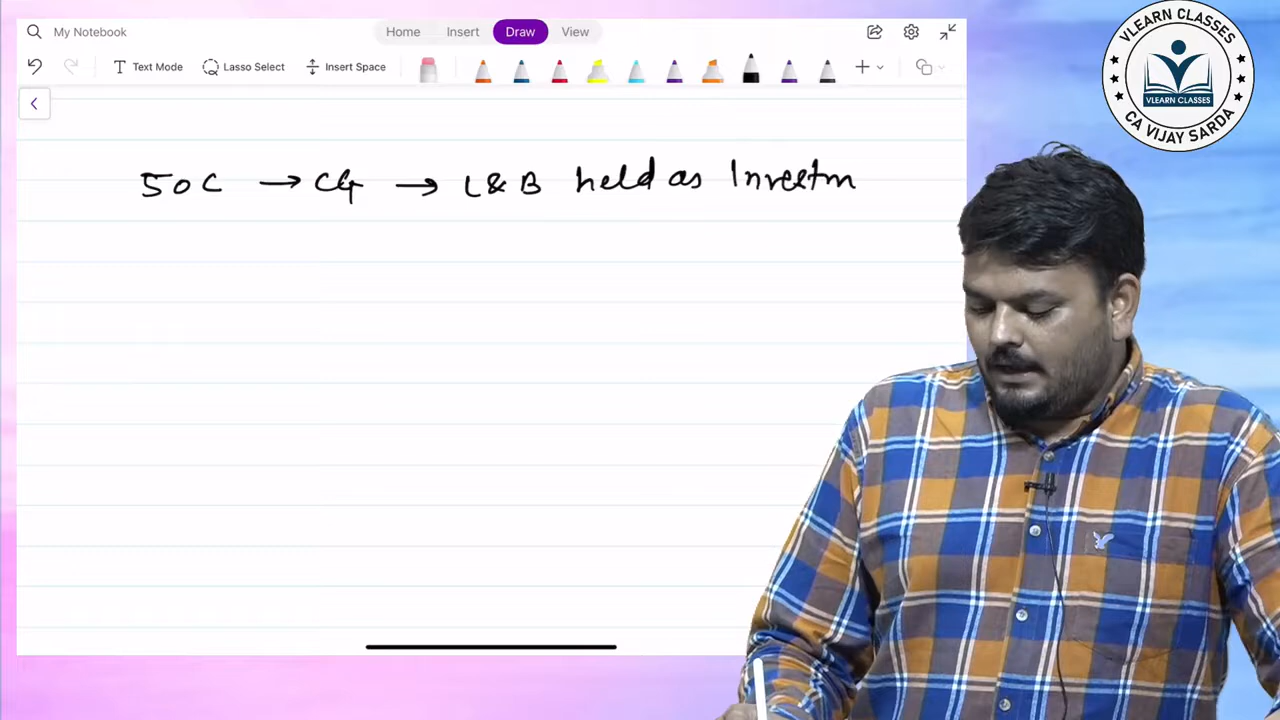 My Notebook
Home Insert Draw View
Text Mode Lasso Select Insert Space
50C → CG → L&B held as Investm
VLEARN CLASSES
VLEARN CLASSES
CA VIJAY SARDA